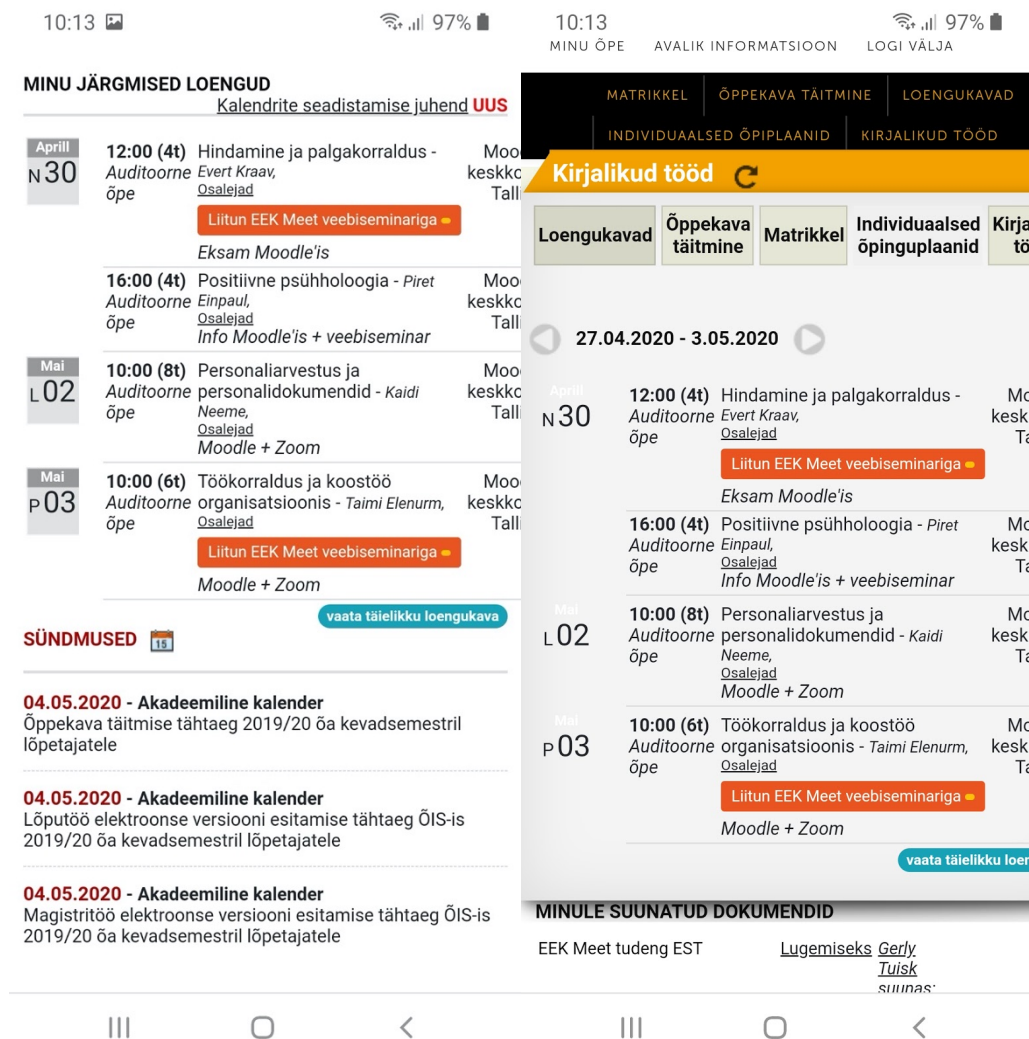 10:13
97%
MINU JÄRGMISED LOENGUD
Kalendrite seadistamise juhend UUS
Aprill
N 30
12:00 (4t) Hindamine ja palgakorraldus -
Auditoorne Evert Kraav,
õpe Osalejad
Liitun EEK Meet veebiseminariga
Eksam Moodle'is
16:00 (4t) Positiivne psühholoogia - Piret
Auditoorne Einpaul,
õpe Osalejad
Info Moodle'is + veebiseminar
Mai
L 02
10:00 (8t) Personaliarvestus ja
Auditoorne personalidokumendid - Kaidi
õpe Neeme,
Osalejad
Moodle + Zoom
Mai
P 03
10:00 (6t) Töökorraldus ja koostöö
Auditoorne organisatsioonis - Taimi Elenurm,
õpe Osalejad
Liitun EEK Meet veebiseminariga
Moodle + Zoom
vaata täielikku loengukava
SÜNDMUSED
15
04.05.2020 - Akadeemiline kalender
Õppekava täitmise tähtaeg 2019/20 õa kevadsemestril
lõpetajatele
04.05.2020 - Akadeemiline kalender
Lõputöö elektroonse versiooni esitamise tähtaeg ÕIS-is
2019/20 õa kevadsemestril lõpetajatele
04.05.2020 - Akadeemiline kalender
Magistritöö elektroonse versiooni esitamise tähtaeg ÕIS-is
2019/20 õa kevadsemestril lõpetajatele
10:13
97%
MINU ÕPE AVALIK INFORMATSIOON LOGI VÄLJA
MATRIKKEL ÕPPEKAVA TÄITMINE LOENGUKAVAD
INDIVIDUAALSED ÕPIPLAANID KIRJALIKUD TÖÖD
Kirjalikud tööd
Loengukavad Õppekava täitmine Matrikkel Individuaalsed õpinguplaanid
27.04.2020 - 3.05.2020
Aprill
N 30
12:00 (4t) Hindamine ja palgakorraldus -
Auditoorne Evert Kraav,
õpe Osalejad
Liitun EEK Meet veebiseminariga
Eksam Moodle'is
16:00 (4t) Positiivne psühholoogia - Piret
Auditoorne Einpaul,
õpe Osalejad
Info Moodle'is + veebiseminar
Mai
L 02
10:00 (8t) Personaliarvestus ja
Auditoorne personalidokumendid - Kaidi
õpe Neeme,
Osalejad
Moodle + Zoom
Mai
P 03
10:00 (6t) Töökorraldus ja koostöö
Auditoorne organisatsioonis - Taimi Elenurm,
õpe Osalejad
Liitun EEK Meet veebiseminariga
Moodle + Zoom
vaata täielikku
MINULE SUUNATUD DOKUMENDID
EEK Meet tudeng EST Lugemiseks Gerly
Tuisk
suunas: